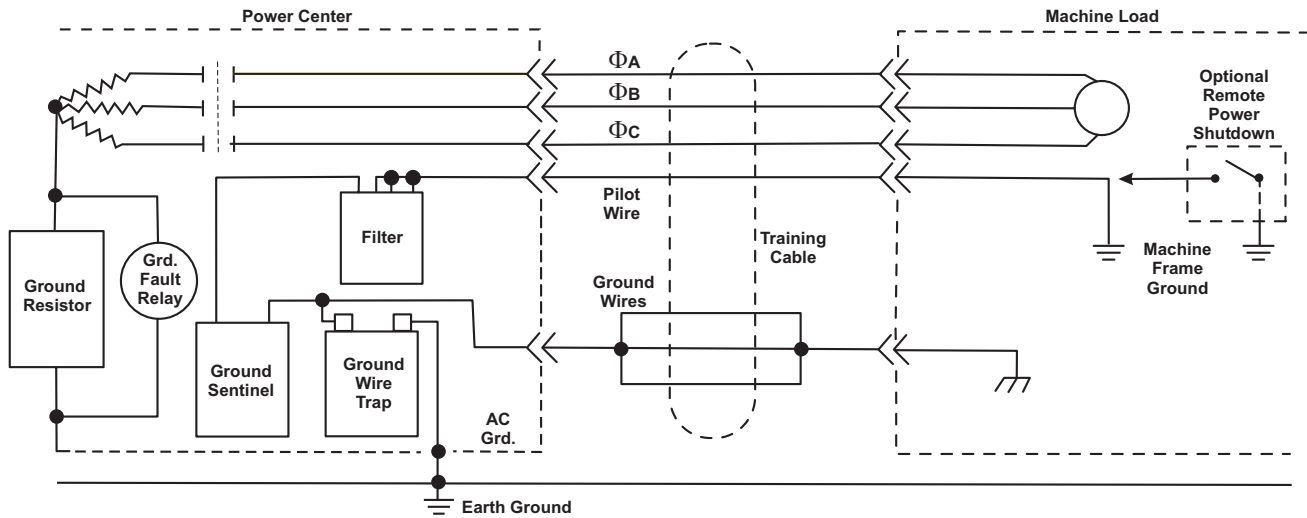 Power Center
Machine Load
ΦA
ΦB
ΦC
Optional
Remote
Power
Shutdown
Pilot
Wire
Filter
Training
Cable
Machine
Frame
Ground
Ground
Resistor
Grd.
Fault
Relay
Ground
Wires
Ground
Sentinel
Ground
Wire
Trap
AC
Grd.
Earth Ground